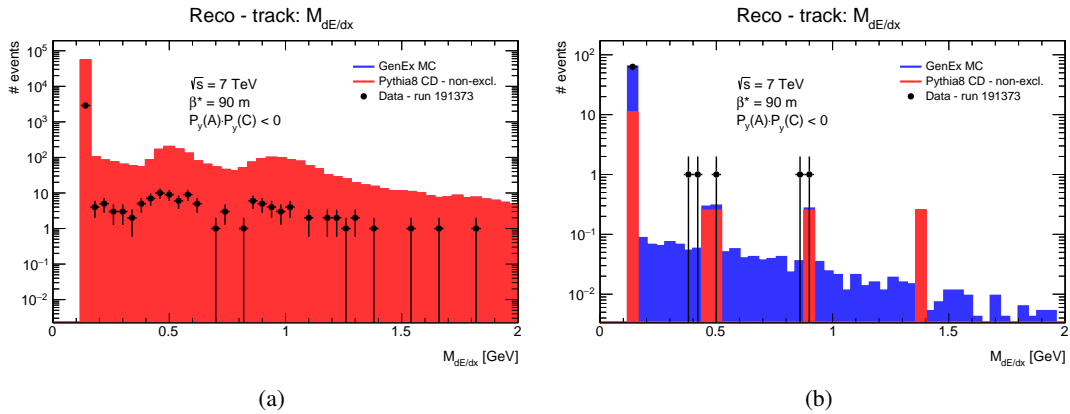 Reco - track: M_dE/dx
# events
10^5
10^4
10^3
10^2
10
1
10^−1
10^−2
√s = 7 TeV
β* = 90 m
P_y(A)·P_y(C) < 0
GenEx MC
Pythia8 CD - non-excl.
Data - run 191373
0 0.5 1 1.5 2
M_dE/dx [GeV]
(a)
Reco - track: M_dE/dx
# events
10^2
10
1
10^−1
10^−2
√s = 7 TeV
β* = 90 m
P_y(A)·P_y(C) < 0
GenEx MC
Pythia8 CD - non-excl.
Data - run 191373
0 0.5 1 1.5 2
M_dE/dx [GeV]
(b)